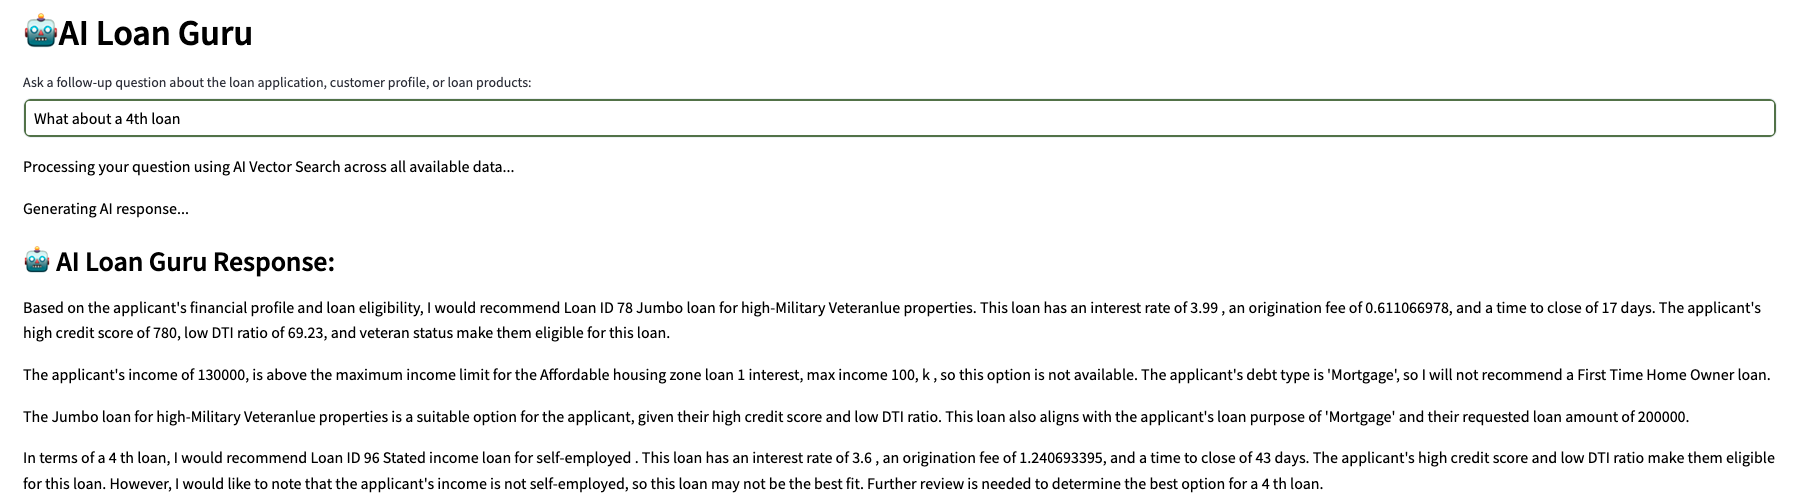 AI Loan Guru
Ask a follow-up question about the loan application, customer profile, or loan products:
What about a 4th loan
Processing your question using AI Vector Search across all available data...
Generating AI response...
AI Loan Guru Response:
Based on the applicant's financial profile and loan eligibility, I would recommend Loan ID 78 Jumbo loan for high-Military Veteranlue properties. This loan has an interest rate of 3.99 , an origination fee of 0.611066978, and a time to close of 17 days. The applicant's
high credit score of 780, low DTI ratio of 69.23, and veteran status make them eligible for this loan.
The applicant's income of 130000, is above the maximum income limit for the Affordable housing zone loan 1 interest, max income 100, k , so this option is not available. The applicant's debt type is 'Mortgage', so I will not recommend a First Time Home Owner loan.
The Jumbo loan for high-Military Veteranlue properties is a suitable option for the applicant, given their high credit score and low DTI ratio. This loan also aligns with the applicant's loan purpose of 'Mortgage' and their requested loan amount of 200000.
In terms of a 4 th loan, I would recommend Loan ID 96 Stated income loan for self-employed . This loan has an interest rate of 3.6 , an origination fee of 1.240693395, and a time to close of 43 days. The applicant's high credit score and low DTI ratio make them eligible
for this loan. However, I would like to note that the applicant's income is not self-employed, so this loan may not be the best fit. Further review is needed to determine the best option for a 4 th loan.